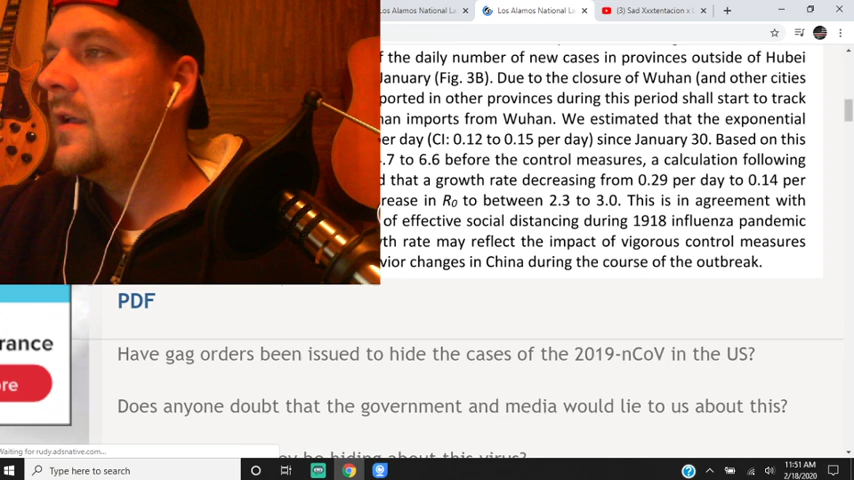 Los Alamos National La
Los Alamos National La
(3) Sad Xxxtentacion x
the daily number of new cases in provinces outside of Hubei
January (Fig. 3B). Due to the closure of Wuhan (and other cities
ported in other provinces during this period shall start to track
an imports from Wuhan. We estimated that the exponential
er day (CI: 0.12 to 0.15 per day) since January 30. Based on this
.7 to 6.6 before the control measures, a calculation following
d that a growth rate decreasing from 0.29 per day to 0.14 per
rease in R0 to between 2.3 to 3.0. This is in agreement with
of effective social distancing during 1918 influenza pandemic
th rate may reflect the impact of vigorous control measures
vior changes in China during the course of the outbreak.
PDF
rance
re
Have gag orders been issued to hide the cases of the 2019-nCoV in the US?
Does anyone doubt that the government and media would lie to us about this?
be hiding about this virus?
Waiting for rudy.adsnative.com...
Type here to search
11:51 AM
2/18/2020